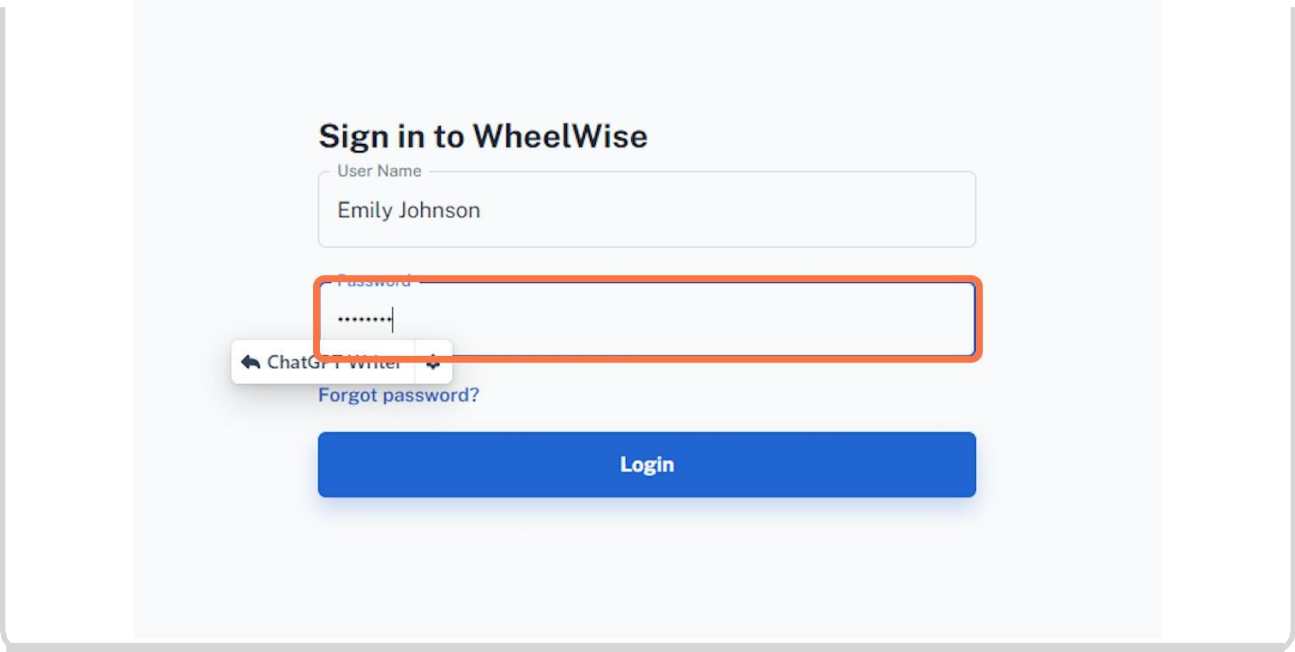 Sign in to WheelWise
User Name
Emily Johnson
Password
••••••••
ChatGPT Writer
Forgot password?
Login